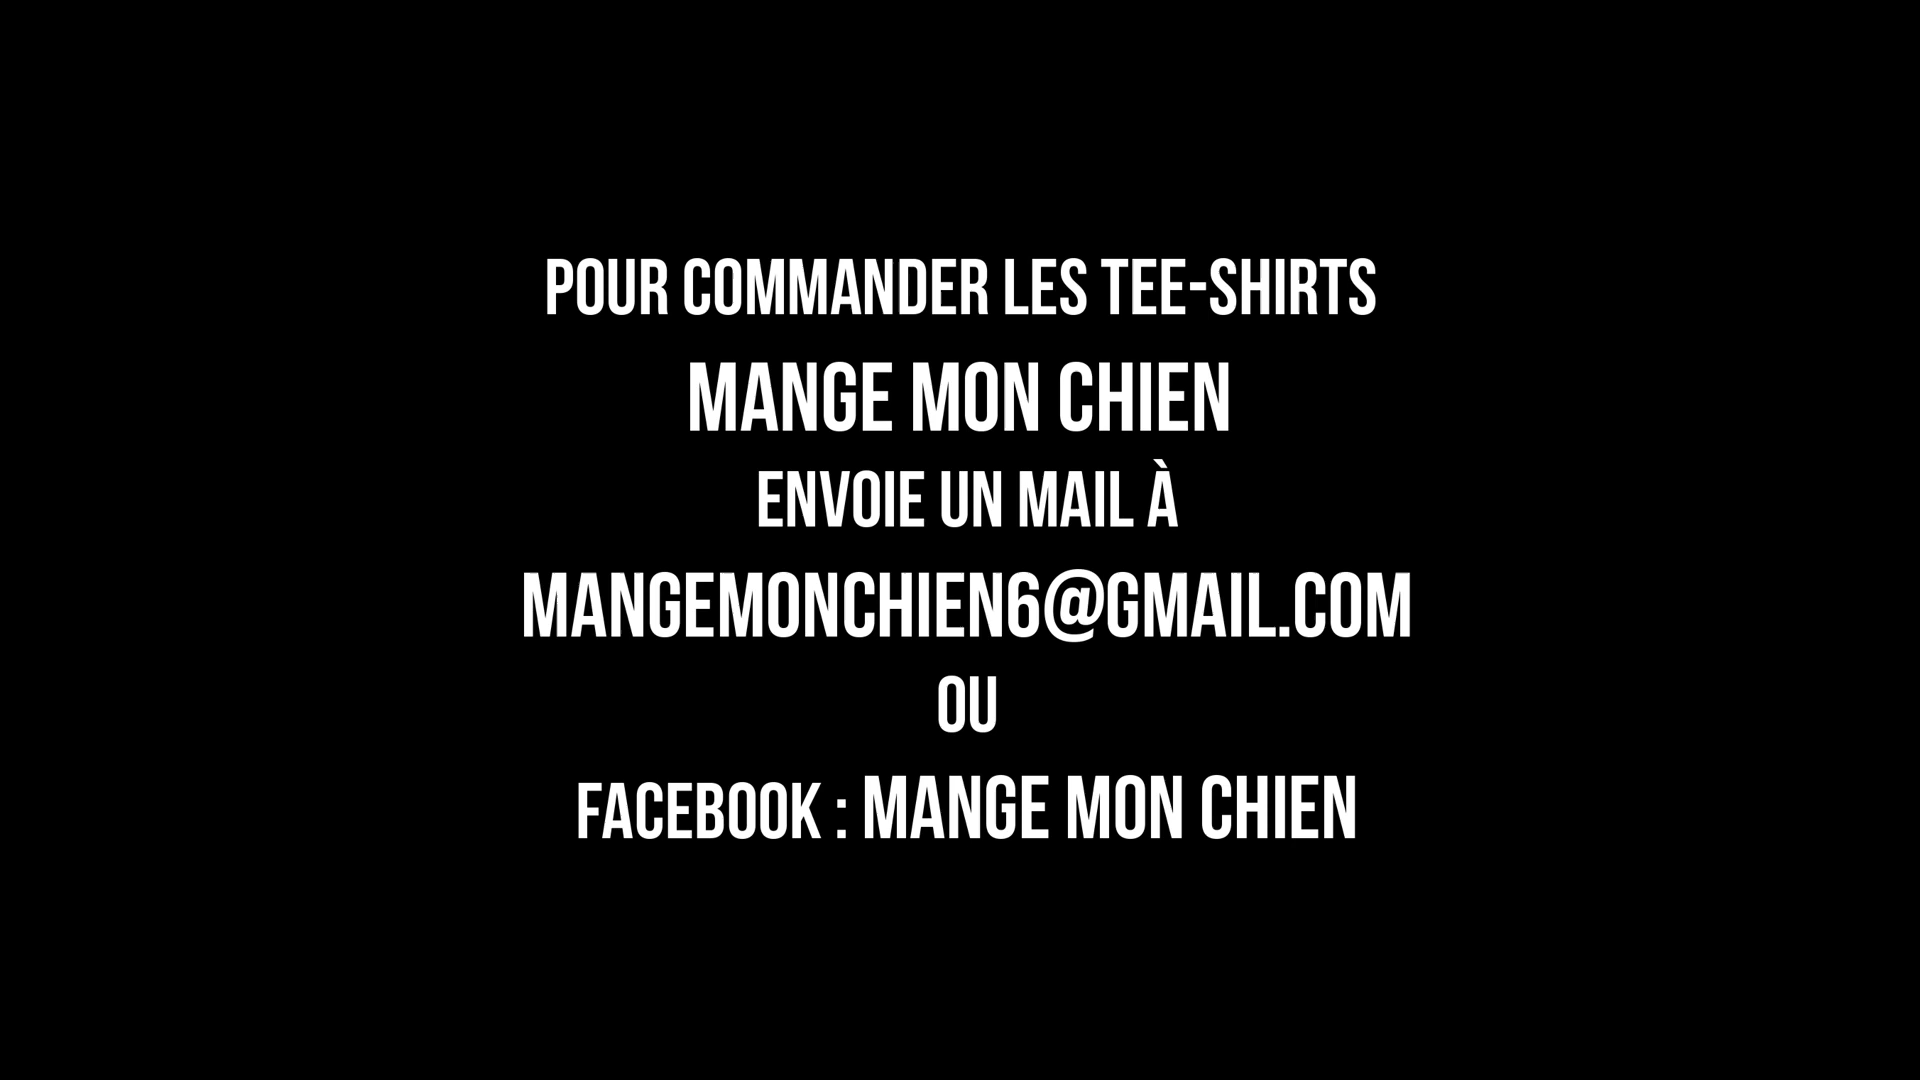 POUR COMMANDER LES TEE-SHIRTS
MANGE MON CHIEN
ENVOIE UN MAIL À
MANGEMONCHIEN6@GMAIL.COM
OU
FACEBOOK : MANGE MON CHIEN